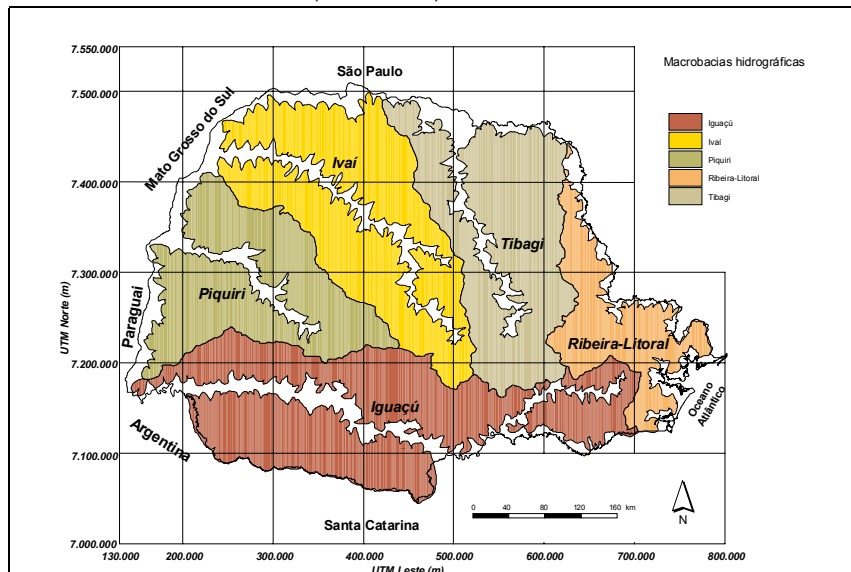 7.550.000
São Paulo
Macrobacias hidrográficas
7.500.000
Mato Grosso do Sul
Iguaçú
Ivaí
Piquiri
Ribeira-Litoral
Tibagi
Ivaí
7.400.000
Tibagi
7.300.000
Piquiri
Paraguai
UTM Norte (m)
Ribeira-Litoral
7.200.000
Iguaçú
Oceano
Atlântico
Argentina
7.100.000
0 40 80 120 160 km
N
Santa Catarina
7.000.000
130.000 200.000 300.000 400.000 500.000 600.000 700.000 800.000
UTM Leste (m)